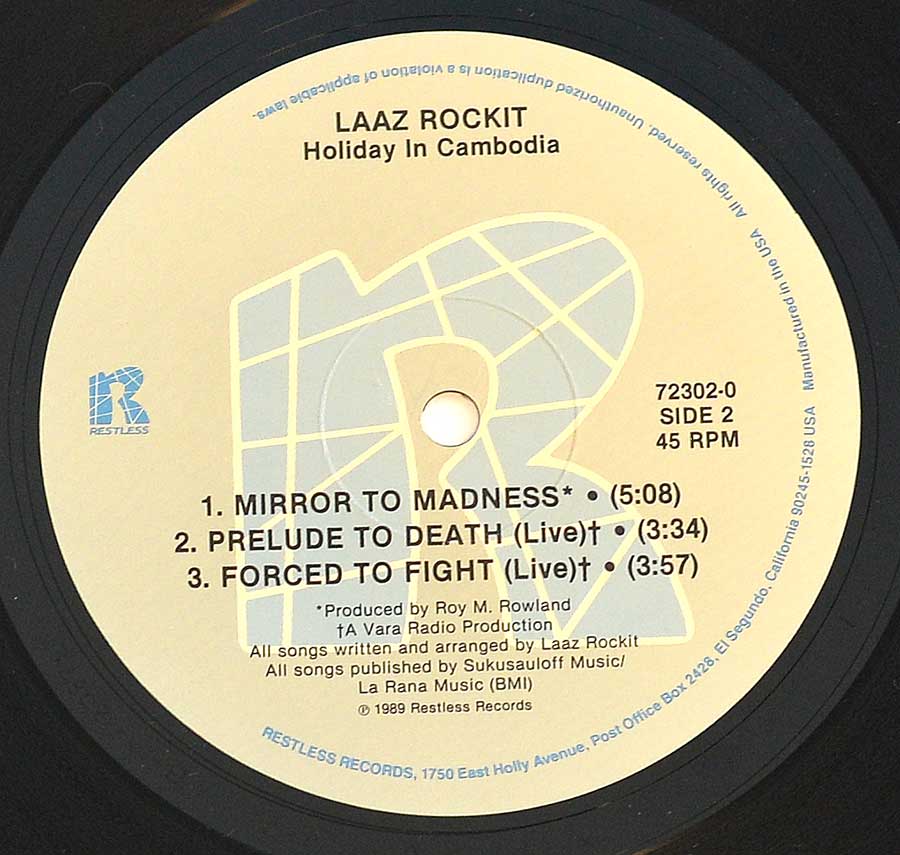 LAAZ ROCKIT
Holiday In Cambodia
RESTLESS
72302-0
SIDE 2
45 RPM
1. MIRROR TO MADNESS* • (5:08)
2. PRELUDE TO DEATH (Live)† • (3:34)
3. FORCED TO FIGHT (Live)† • (3:57)
*Produced by Roy M. Rowland
†A Vara Radio Production
All songs written and arranged by Laaz Rockit
All songs published by Sukusauloff Music/
La Rana Music (BMI)
℗ 1989 Restless Records
RESTLESS RECORDS, 1750 East Holly Avenue, Post Office Box 2428, El Segundo, California 90245-1528 USA Manufactured in the USA All rights reserved. Unauthorized duplication is a violation of applicable laws.